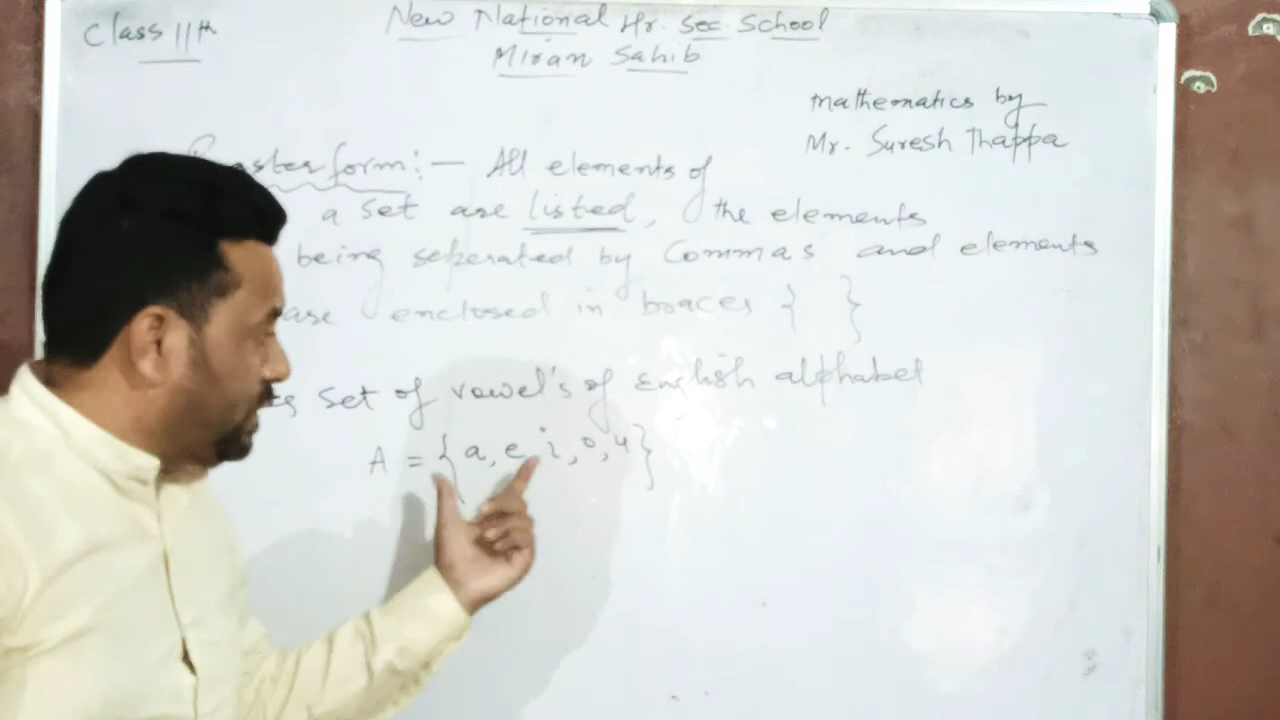 Class 11th
New National Hr. Sec School
Miran Sahib
Mathematics by
Mr. Suresh Thappa
Roaster form :- All elements of
a set are listed, the elements
being seperated by Commas and elements
are enclosed in braces { }
set of vowel's of English alphabet
A = {a, e, i, o, u}